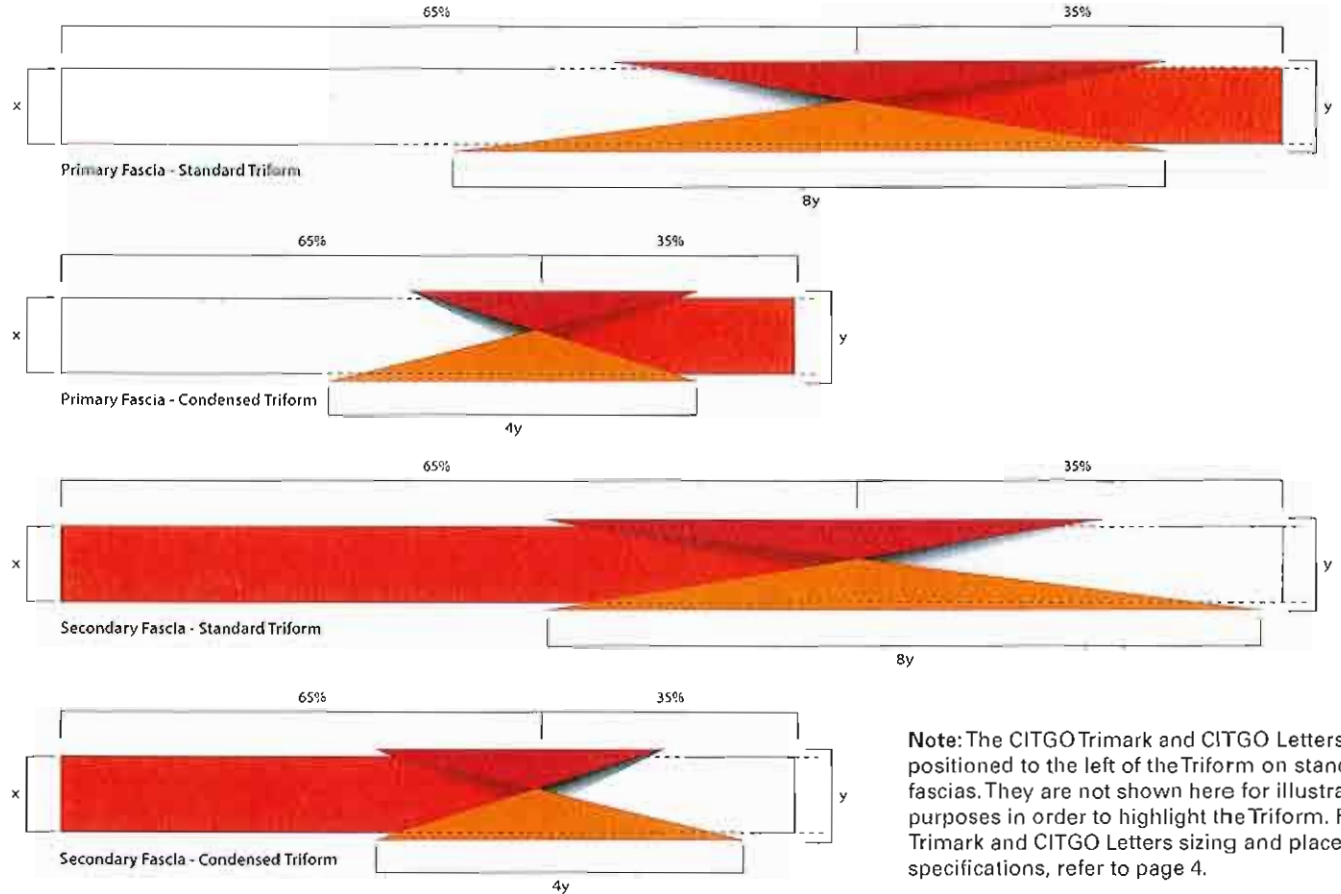 65%
35%
x
y
Primary Fascia - Standard Triform
8y
65%
35%
x
y
Primary Fascia - Condensed Triform
4y
65%
35%
x
y
Secondary Fascia - Standard Triform
8y
65%
35%
x
y
Secondary Fascia - Condensed Triform
4y
Note: The CITGO Trimark and CITGO Letters
positioned to the left of the Triform on
fascias. They are not shown here for
purposes in order to highlight the Triform.
Trimark and CITGO Letters sizing and
specifications, refer to page 4.